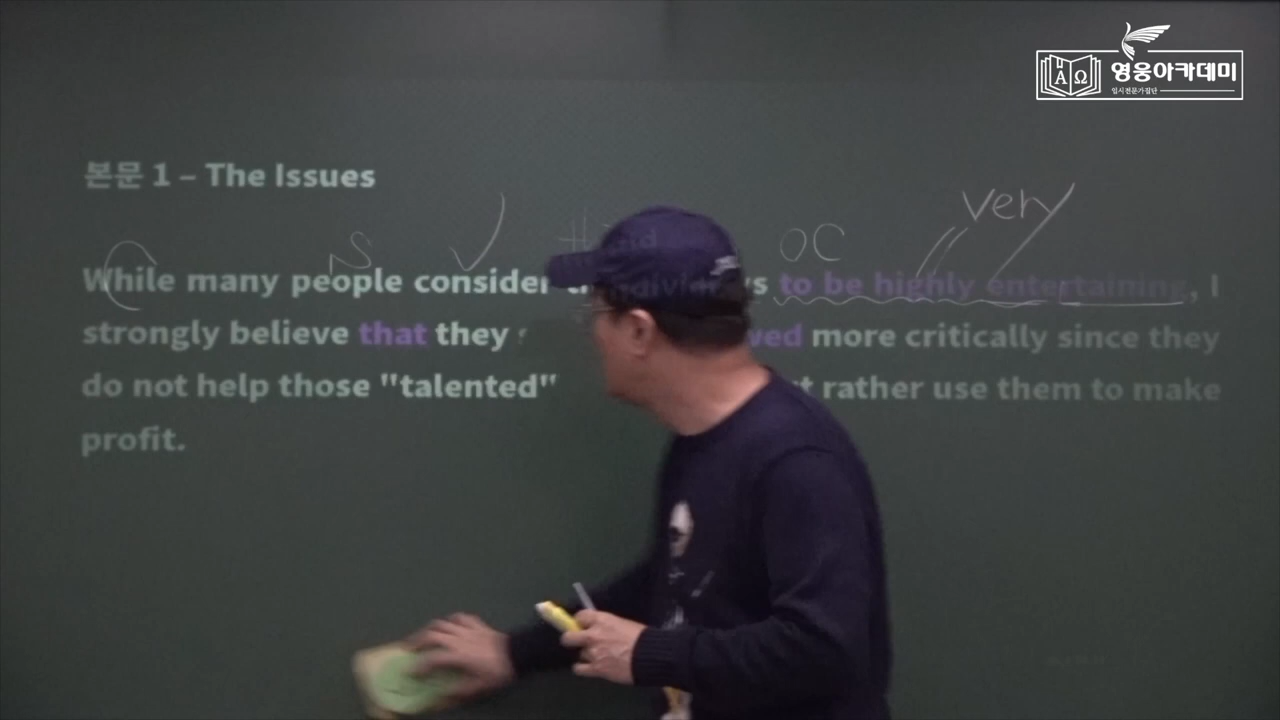 영웅아카데미
입시전문가집단
본문 1 – The Issues
very
S
OC
While many people consider to be highly entertaining, I
strongly believe that they more critically since they
do not help those "talented" rather use them to make
profit.